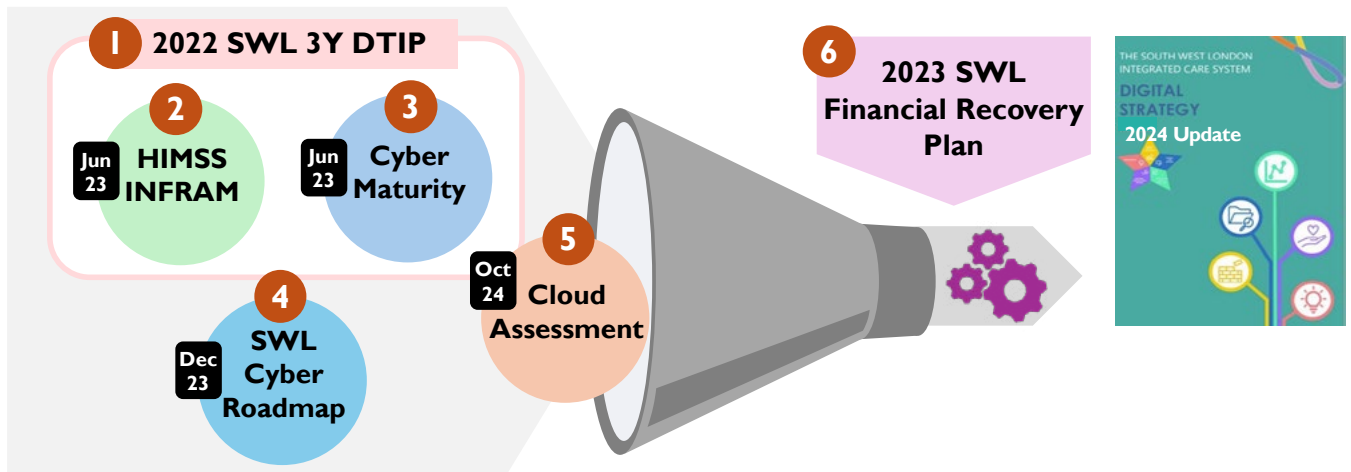 1
2022 SWL 3Y DTIP
2
Jun
23
HIMSS
INFRAM
3
Jun
23
Cyber
Maturity
4
Dec
23
SWL
Cyber
Roadmap
5
Oct
24
Cloud
Assessment
6
2023 SWL
Financial Recovery
Plan
THE SOUTH WEST LONDON
INTEGRATED CARE SYSTEM
DIGITAL
STRATEGY
2024 Update